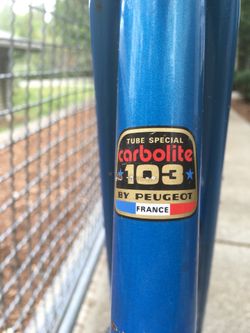 TUBE SPECIAL
carbolite
103
BY PEUGEOT
FRANCE